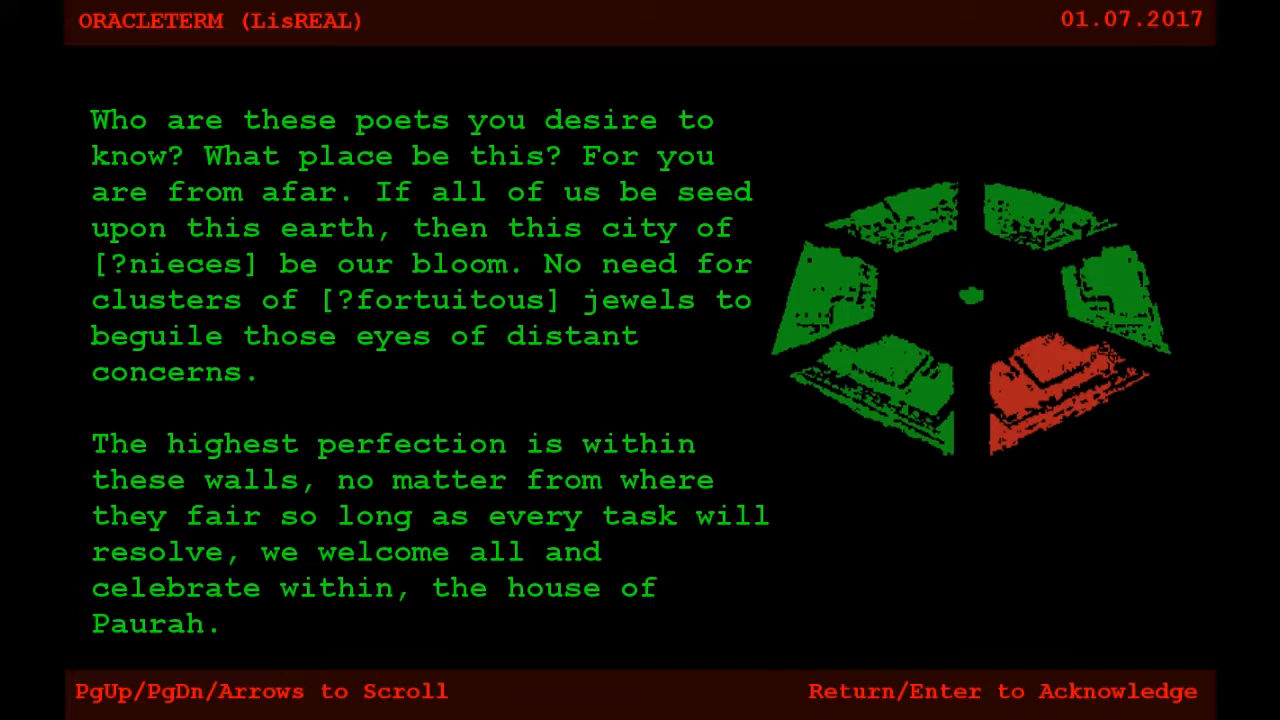 ORACLETERM (LisREAL)
01.07.2017
Who are these poets you desire to
know? What place be this? For you
are from afar. If all of us be seed
upon this earth, then this city of
[?nieces] be our bloom. No need for
clusters of [?fortuitous] jewels to
beguile those eyes of distant
concerns.
The highest perfection is within
these walls, no matter from where
they fair so long as every task will
resolve, we welcome all and
celebrate within, the house of
Paurah.
PgUp/PgDn/Arrows to Scroll
Return/Enter to Acknowledge